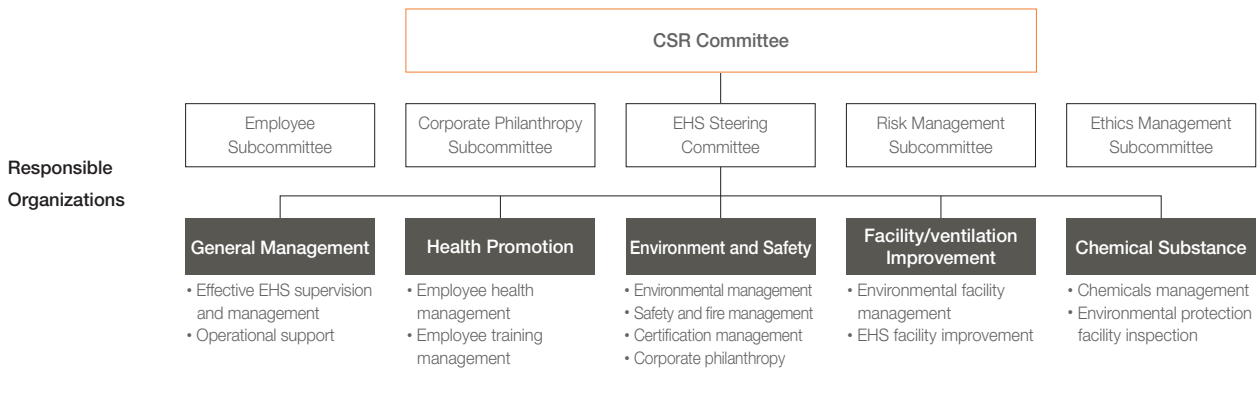 CSR Committee
Employee
Subcommittee
Corporate Philanthropy
Subcommittee
EHS Steering
Committee
Risk Management
Subcommittee
Ethics Management
Subcommittee
Responsible
Organizations
General Management
• Effective EHS supervision
and management
• Operational support
Health Promotion
• Employee health
management
• Employee training
management
Environment and Safety
• Environmental management
• Safety and fire management
• Certification management
• Corporate philanthropy
Facility/ventilation
Improvement
• Environmental facility
management
• EHS facility improvement
Chemical Substance
• Chemicals management
• Environmental protection
facility inspection